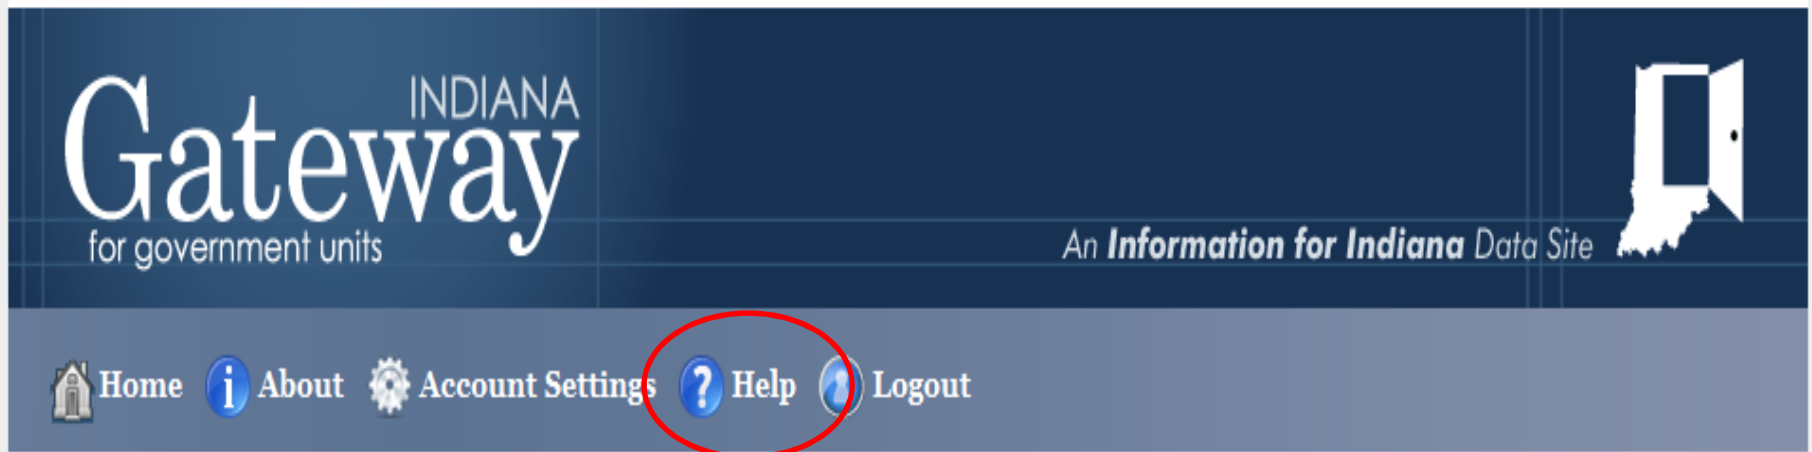 INDIANA
Gateway
for government units
An Information for Indiana Data Site
Home About Account Settings Help Logout